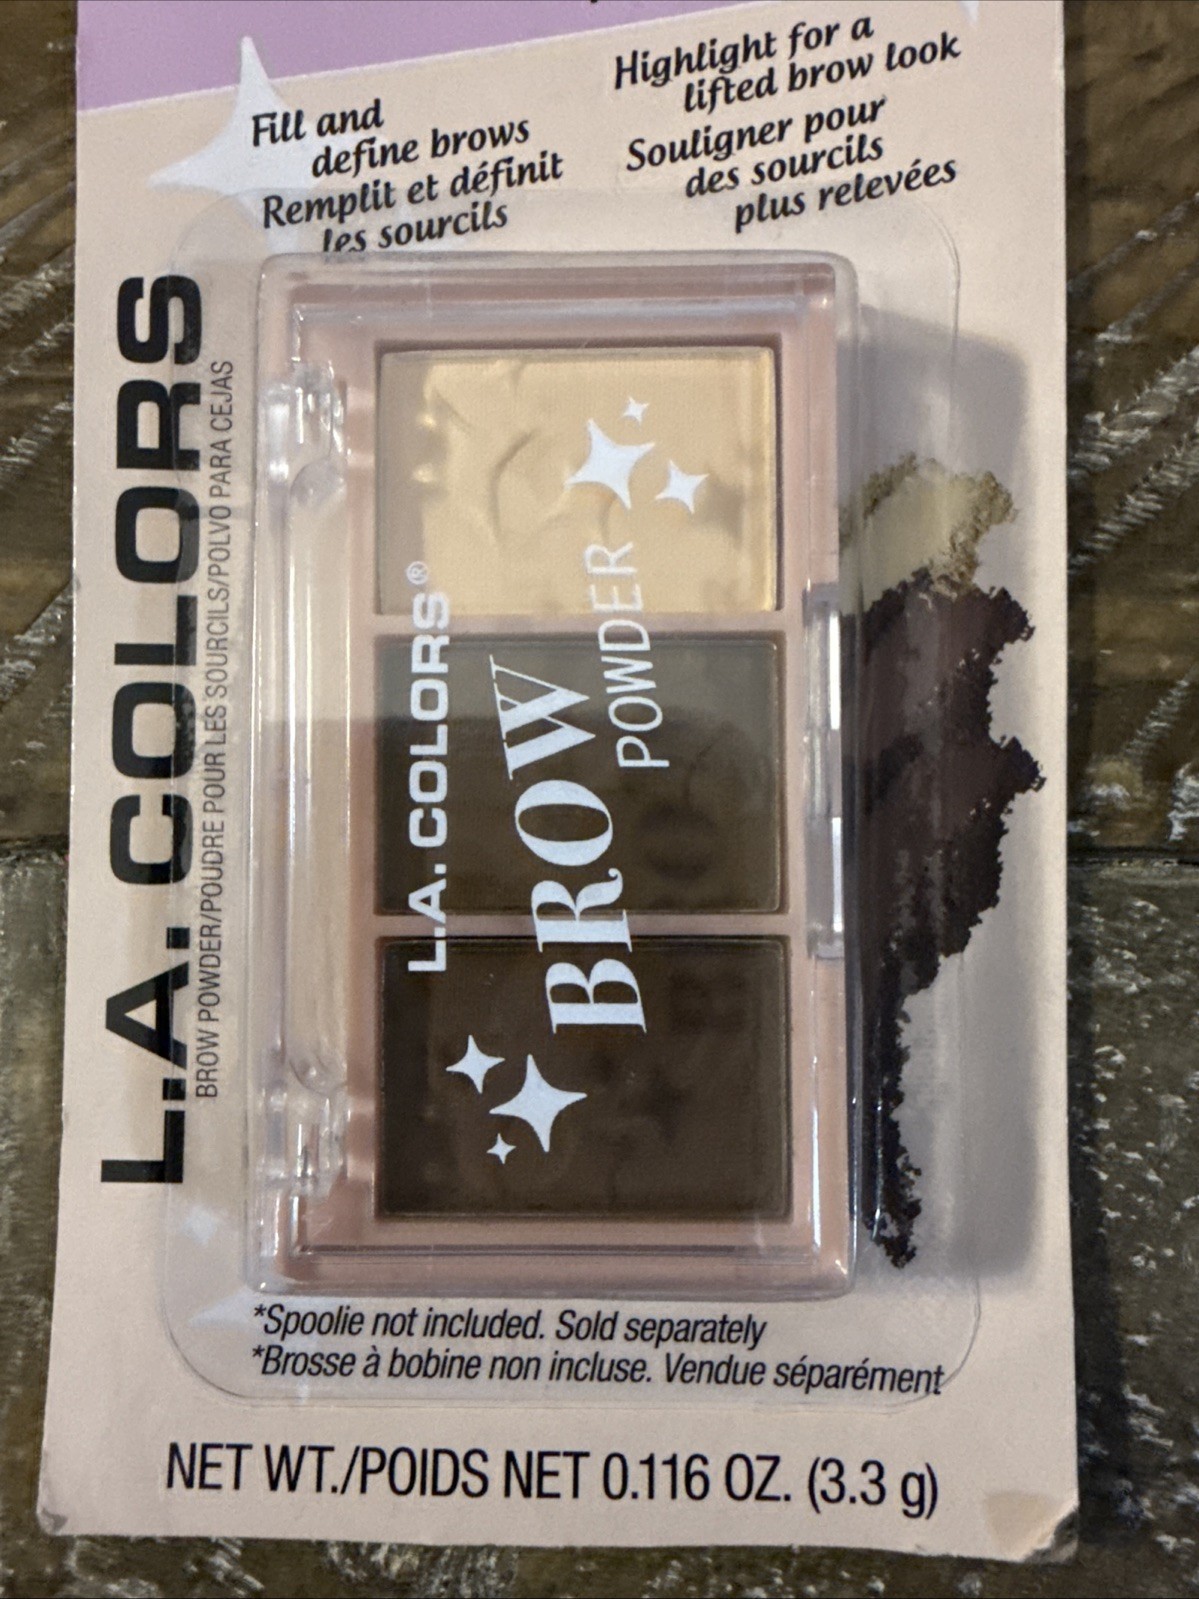 Fill and
define brows
Remplit et définit
les sourcils
Highlight for a
lifted brow look
Souligner pour
des sourcils
plus relevées
L.A. COLORS
BROW POWDER/POUDRE POUR LES SOURCILS/POLVO PARA CEJAS
L.A. COLORS®
BROW
POWDER
*Spoolie not included. Sold separately
*Brosse à bobine non incluse. Vendue séparément
NET WT./POIDS NET 0.116 OZ. (3.3 g)